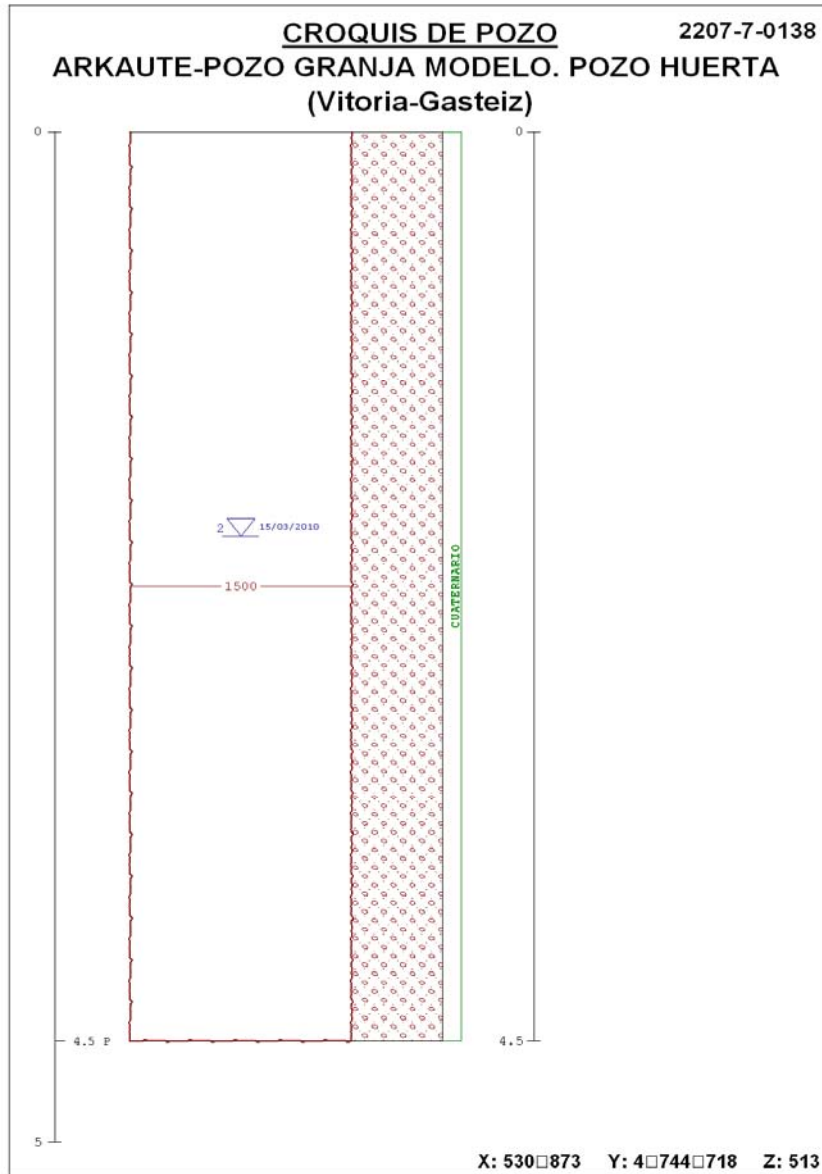 CROQUIS DE POZO 2207-7-0138
ARKAUTE-POZO GRANJA MODELO. POZO HUERTA
(Vitoria-Gasteiz)
0 0
2 15/03/2010
1500
CUATERNARIO
4.5 P 4.5
5
X: 530□873 Y: 4□744□718 Z: 513